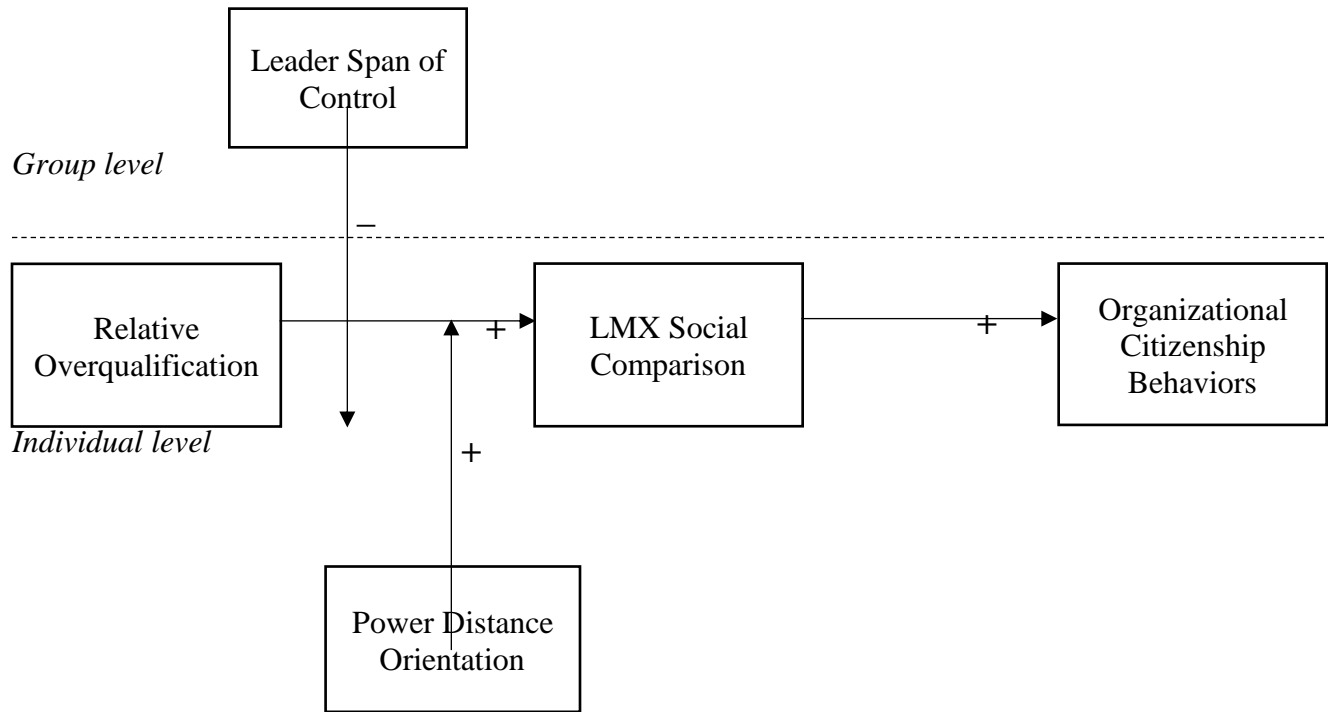 Leader Span of
Control
Group level
–
Relative
Overqualification
+
LMX Social
Comparison
+
Organizational
Citizenship
Behaviors
Individual level
+
Power Distance
Orientation